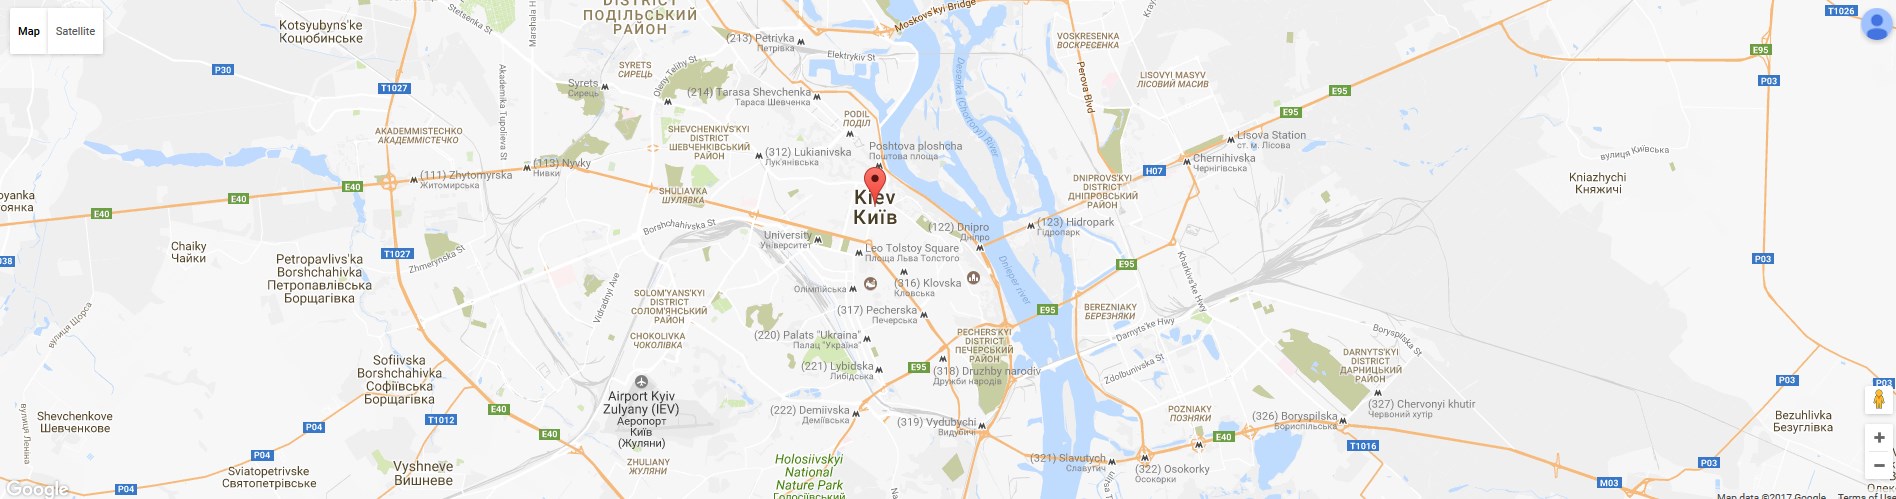 Map
Satellite
Kotsyubyns'ke
Коцюбинське
DISTRICT
ПОДІЛЬСЬКИЙ
РАЙОН
Stetsenka St
Moskovs'kyi Bridge
T1026
(213) Petrivka
Петрівка
VOSKRESENKA
ВОСКРЕСЕНКА
E95
Elektrykiv St
P30
SYRETS
СИРЕЦЬ
Syrets
Сирець
Oleny Telihy St
Akademika Tupolieva St
Desenka (Chortoryi) River
Perova Blvd
LISOVYI MASYV
ЛІСОВИЙ МАСИВ
P03
T1027
(214) Tarasa Shevchenka
Тараса Шевченка
E95
E95
PODIL
ПОДІЛ
AKADEMMISTECHKO
АКАДЕММІСТЕЧКО
SHEVCHENKIVS'KYI
DISTRICT
ШЕВЧЕНКІВСЬКИЙ
РАЙОН
Lisova Station
ст. м. Лісова
(312) Lukianivska
Лук'янівська
Poshtova ploshcha
Поштова площа
Chernihivska
Чернігівська
вулиця Київська
(113) Nyvky
Нивки
(111) Zhytomyrska
Житомирська
H07
Kniazhychi
Княжичі
E40
SHULIAVKA
ШУЛЯВКА
DNIPROVS'KYI
DISTRICT
ДНІПРОВСЬКИЙ
РАЙОН
oyanka
тоянка
E40
E40
Kiev
Київ
Borshchahivska St
University
Університет
(122) Dnipro
Дніпро
(123) Hidropark
Гідропарк
Chaiky
Чайки
T1027
Leo Tolstoy Square
Площа Льва Толстого
Petropavlivs'ka
Borshchahivka
Петропавлівська
Борщагівка
Zhmerynska St
Vidradnyi Ave
E95
P03
Dnieper river
Kharkivs'ke Hwy
Олімпійська
(316) Klovska
Кловська
SOLOM'YANS'KYI
DISTRICT
СОЛОМ'ЯНСЬКИЙ
РАЙОН
(317) Pecherska
Печерська
E95
BEREZNIAKY
БЕРЕЗНЯКИ
вулиця Щорса
CHOKOLIVKA
ЧОКОЛІВКА
(220) Palats "Ukraina"
Палац "Україна"
PECHERS'KYI
DISTRICT
ПЕЧЕРСЬКИЙ
РАЙОН
Darnyts'ke Hwy
Boryspilska St
Sofiivska
Borshchahivka
Софіївська
Борщагівка
(221) Lybidska
Либідська
E95
(318) Druzhby narodiv
Дружби народів
Zdolbunivska St
DARNYTS'KYI
DISTRICT
ДАРНИЦЬКИЙ
РАЙОН
P03
P03
Airport Kyiv
Zulyany (IEV)
Аеропорт
Київ
(Жуляни)
Shevchenkove
Шевченкове
вулиця Леніна
E40
T1012
(222) Demiivska
Деміївська
(319) Vydubychi
Видубичі
POZNIAKY
ПОЗНЯКИ
(326) Boryspilska
Бориспільська
(327) Chervonyi khutir
Червоний хутір
Bezuhlivka
Безуглівка
P04
E40
E40
T1016
P04
Sviatopetrivske
Святопетрівське
Vyshneve
Вишневе
ZHULIANY
ЖУЛЯНИ
Holosiivskyi
National
Nature Park
Голосіївський
(321) Slavutych
Славутич
(322) Osokorky
Осокорки
P03
M03
P04
Google
Map data ©2017 Google
Terms of Use